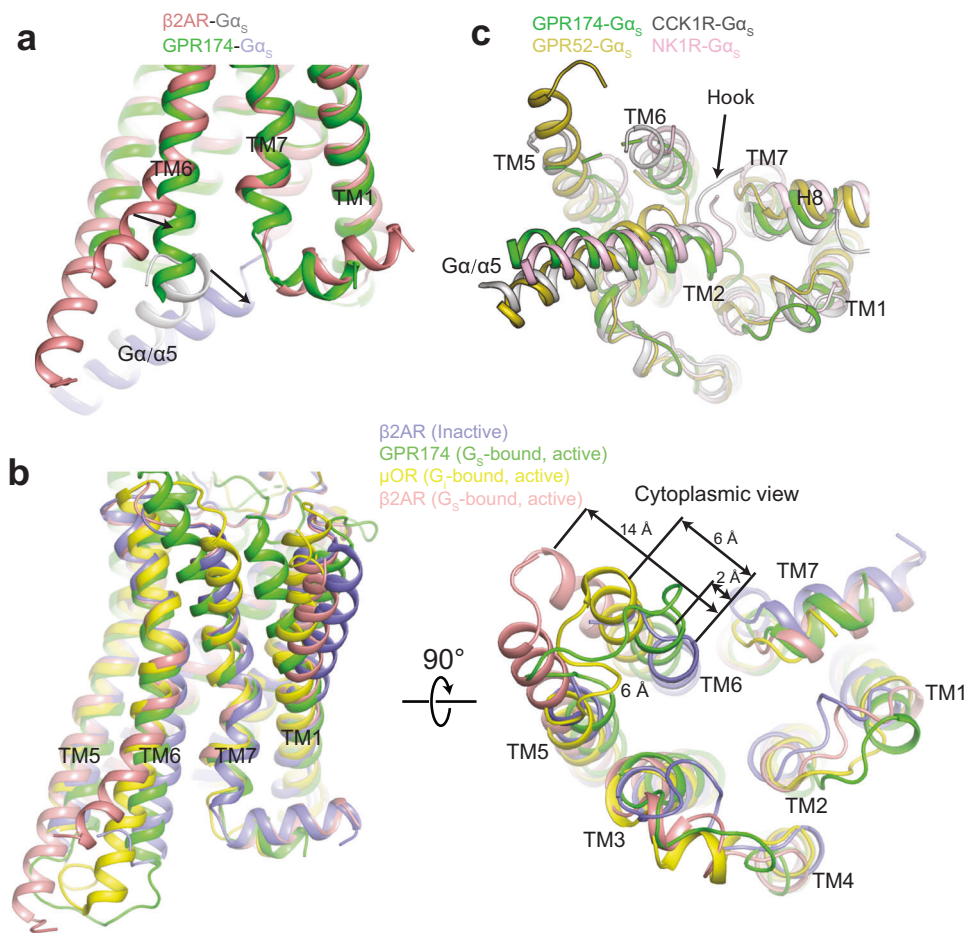 a
β2AR-Gαs
GPR174-Gαs
TM6
TM7
TM1
Gα/α5
c
GPR174-Gαs CCK1R-Gαs
GPR52-Gαs NK1R-Gαs
Hook
TM6
TM5
TM7
H8
Gα/α5
TM2
TM1
b
β2AR (Inactive)
GPR174 (Gs-bound, active)
μOR (Gi-bound, active)
β2AR (Gs-bound, active)
TM5
TM6
TM7
TM1
90°
Cytoplasmic view
14 Å
6 Å
2 Å
TM7
TM6
6 Å
TM1
TM5
TM2
TM3
TM4